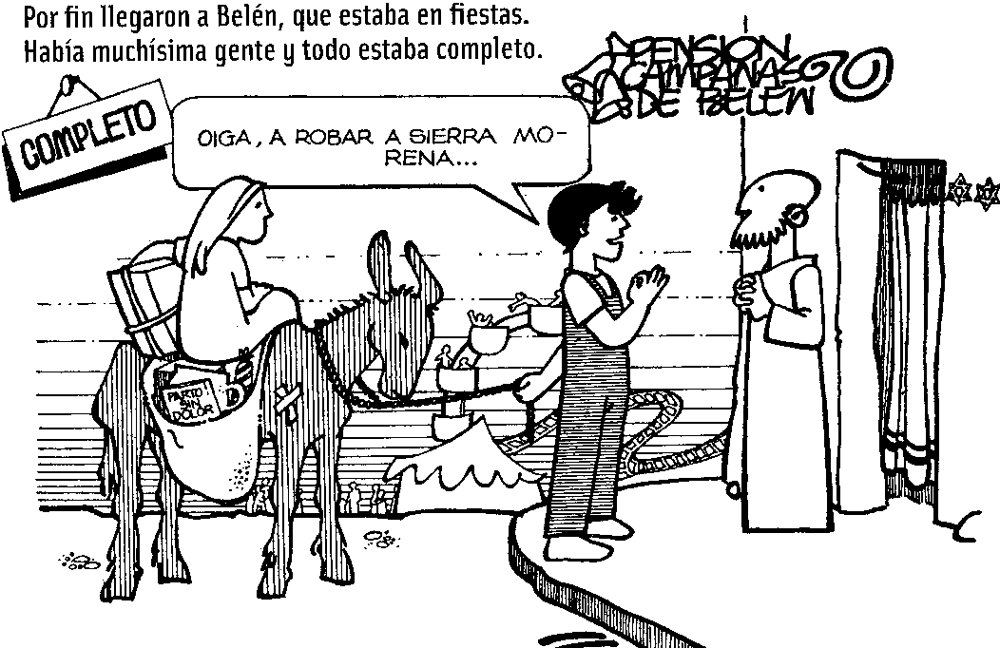 Por fin llegaron a Belén, que estaba en fiestas.
Había muchísima gente y todo estaba completo.
PENSION
CAMPANAS
DE BELEN
COMPLETO
OIGA, A ROBAR A SIERRA MO-
RENA...
PARTO
SIN
DOLOR